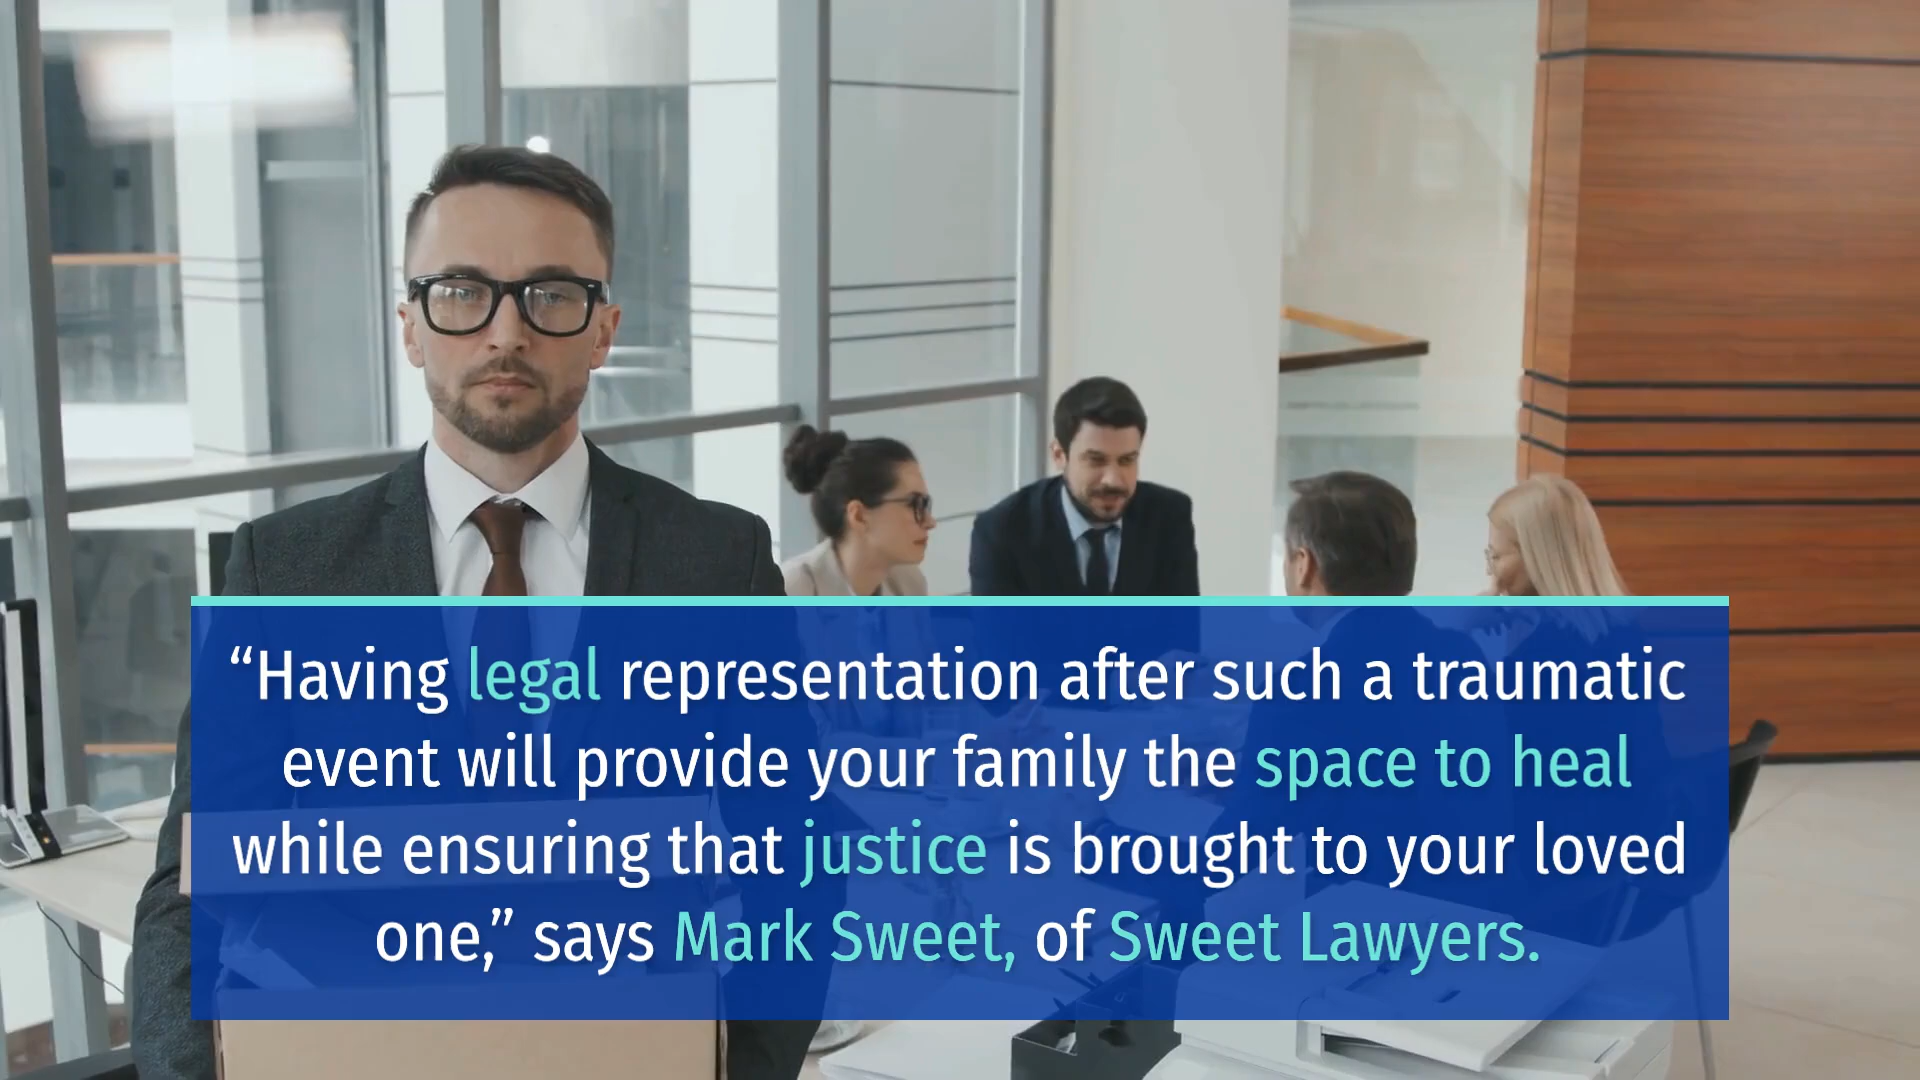 “Having legal representation after such a traumatic
event will provide your family the space to heal
while ensuring that justice is brought to your loved
one,” says Mark Sweet, of Sweet Lawyers.